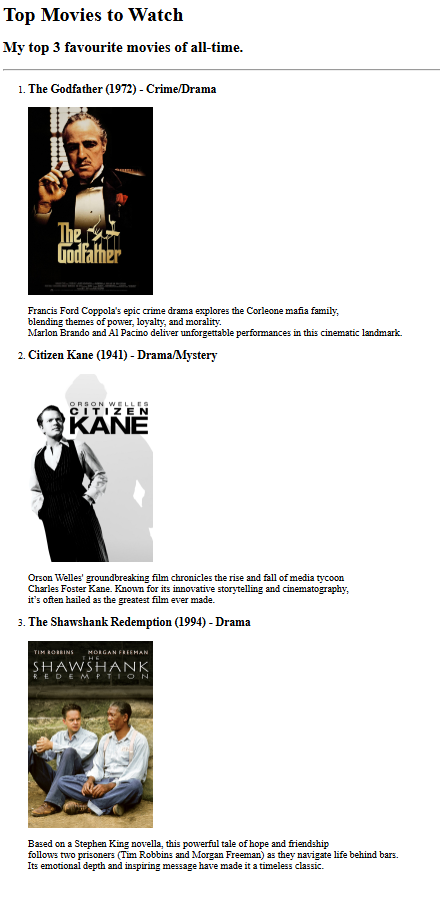 Top Movies to Watch
My top 3 favourite movies of all-time.
1. The Godfather (1972) - Crime/Drama
The
Godfather
Francis Ford Coppola's epic crime drama explores the Corleone mafia family,
blending themes of power, loyalty, and morality.
Marlon Brando and Al Pacino deliver unforgettable performances in this cinematic landmark.
2. Citizen Kane (1941) - Drama/Mystery
ORSON WELLES
CITIZEN
KANE
Orson Welles' groundbreaking film chronicles the rise and fall of media tycoon
Charles Foster Kane. Known for its innovative storytelling and cinematography,
it's often hailed as the greatest film ever made.
3. The Shawshank Redemption (1994) - Drama
TIM ROBBINS MORGAN FREEMAN
THE
SHAWSHANK
REDEMPTION
Based on a Stephen King novella, this powerful tale of hope and friendship
follows two prisoners (Tim Robbins and Morgan Freeman) as they navigate life behind bars.
Its emotional depth and inspiring message have made it a timeless classic.